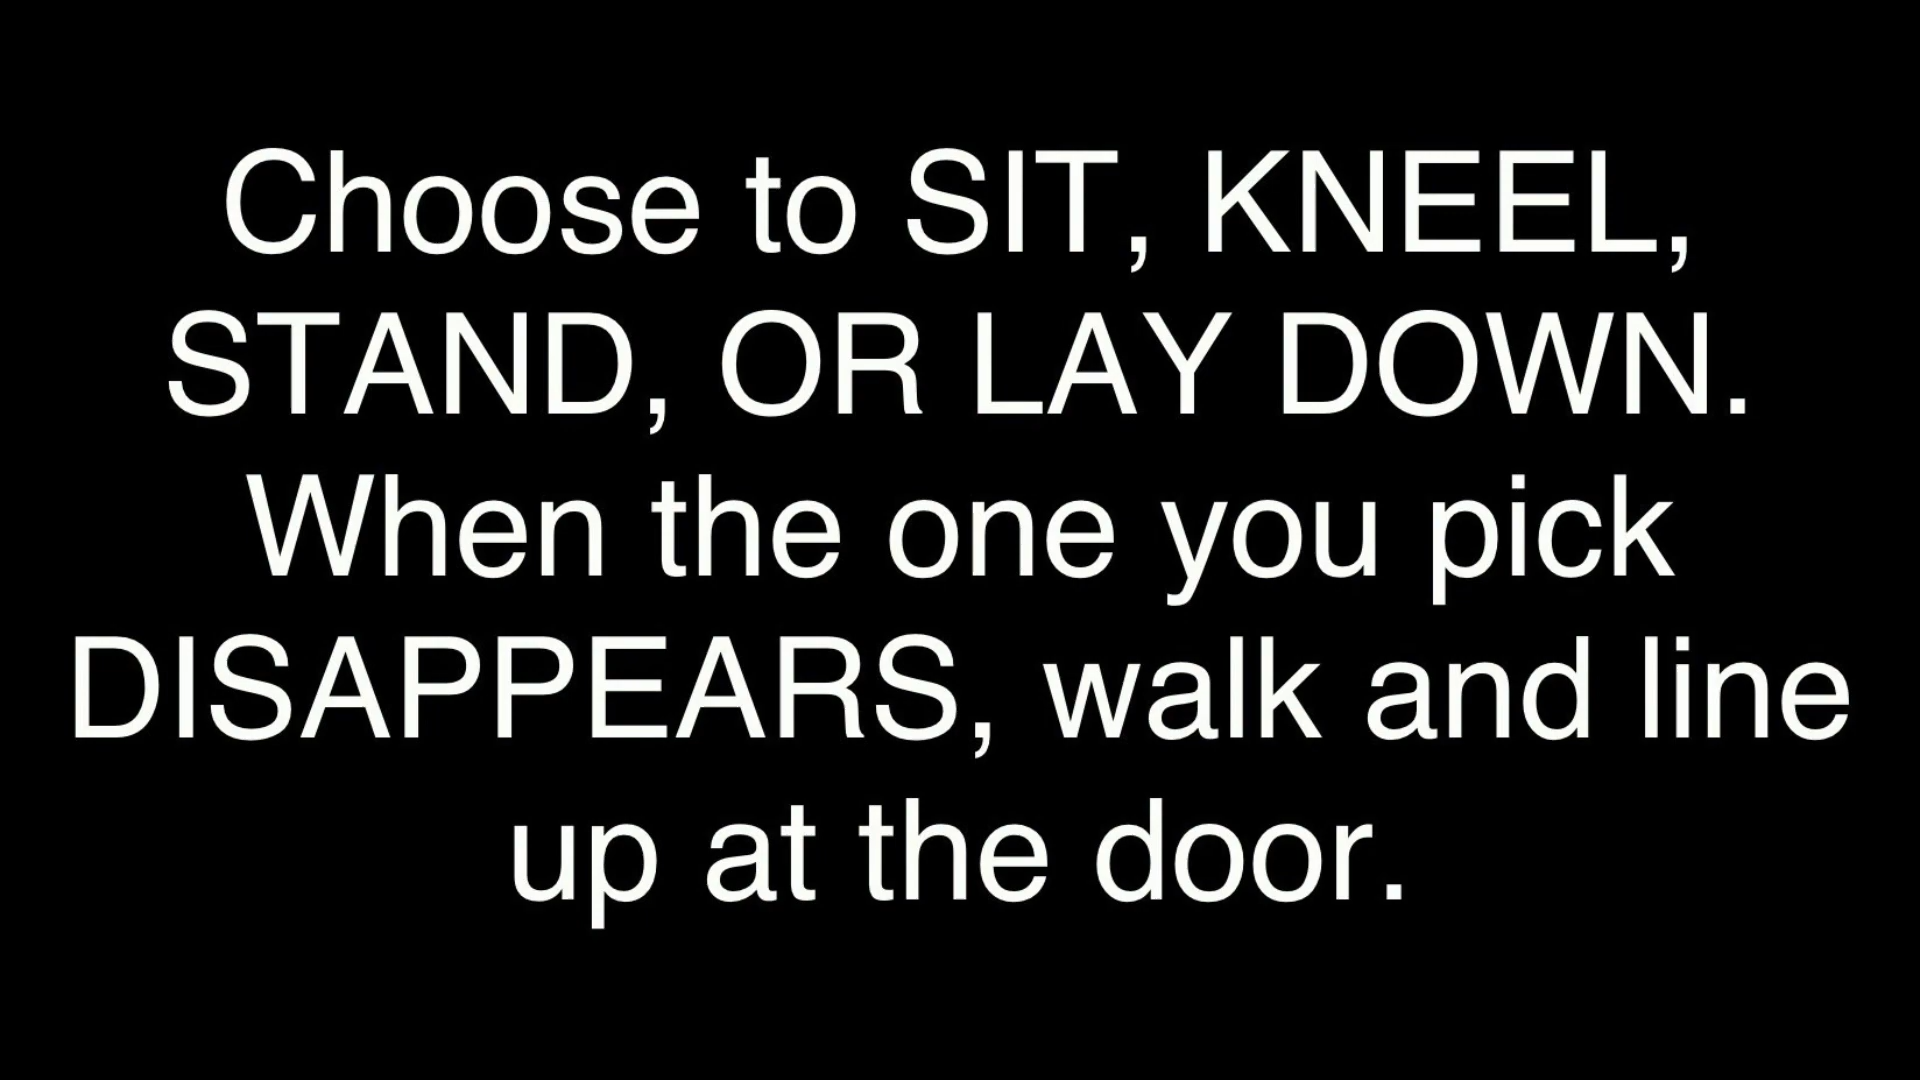 Choose to SIT, KNEEL,
STAND, OR LAY DOWN.
When the one you pick
DISAPPEARS, walk and line
up at the door.